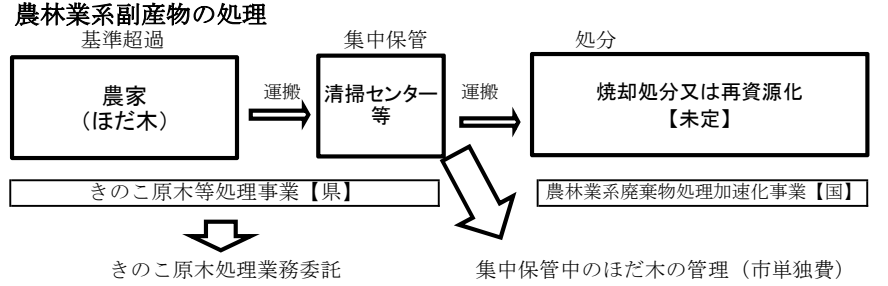 農林業系副産物の処理
基準超過
集中保管
処分
農家
（ほだ木）
運搬
清掃センター
等
運搬
焼却処分又は再資源化
【未定】
きのこ原木等処理事業【県】
農林業系廃棄物処理加速化事業【国】
きのこ原木処理業務委託
集中保管中のほだ木の管理（市単独費）